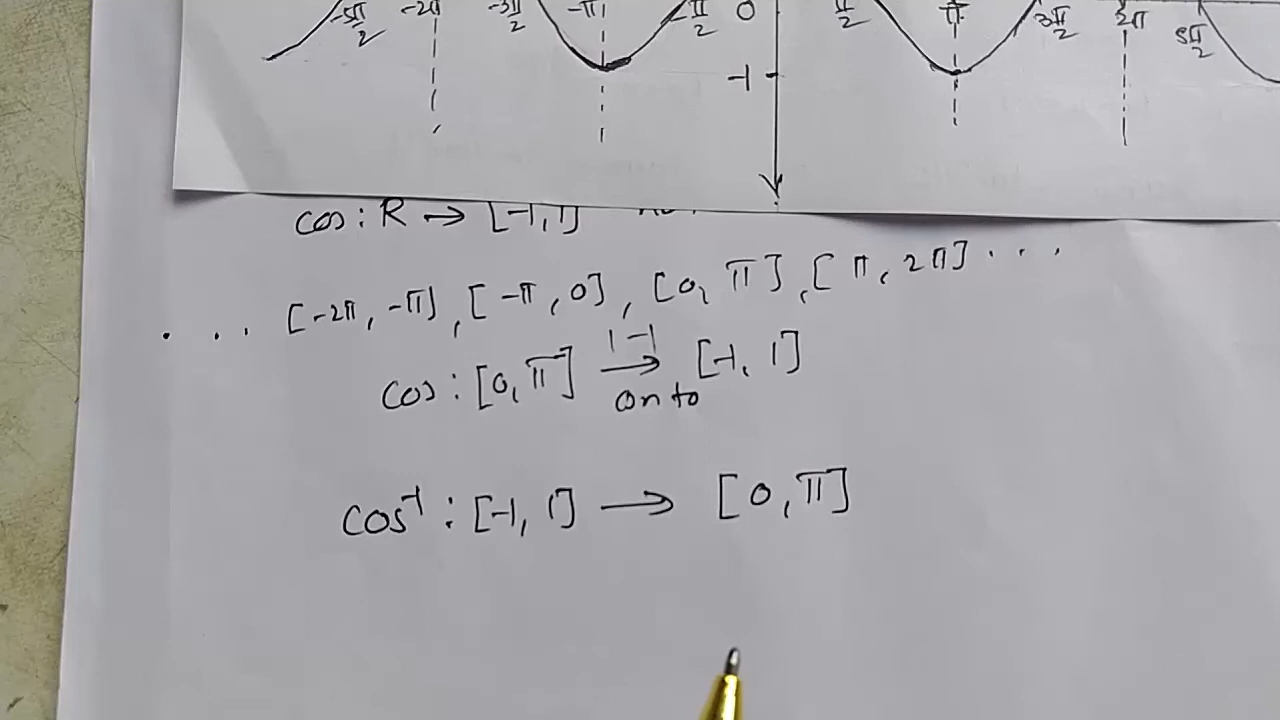 -5π/2 -2π -3π/2 -π -π/2 0 π/2 π 3π/2 2π 5π/2
-1
cos : R → [-1, 1]
. . . [-2π, -π], [-π, 0], [0, π], [π, 2π] . . .
cos : [0, π] 1-1 → onto [-1, 1]
cos⁻¹ : [-1, 1] → [0, π]